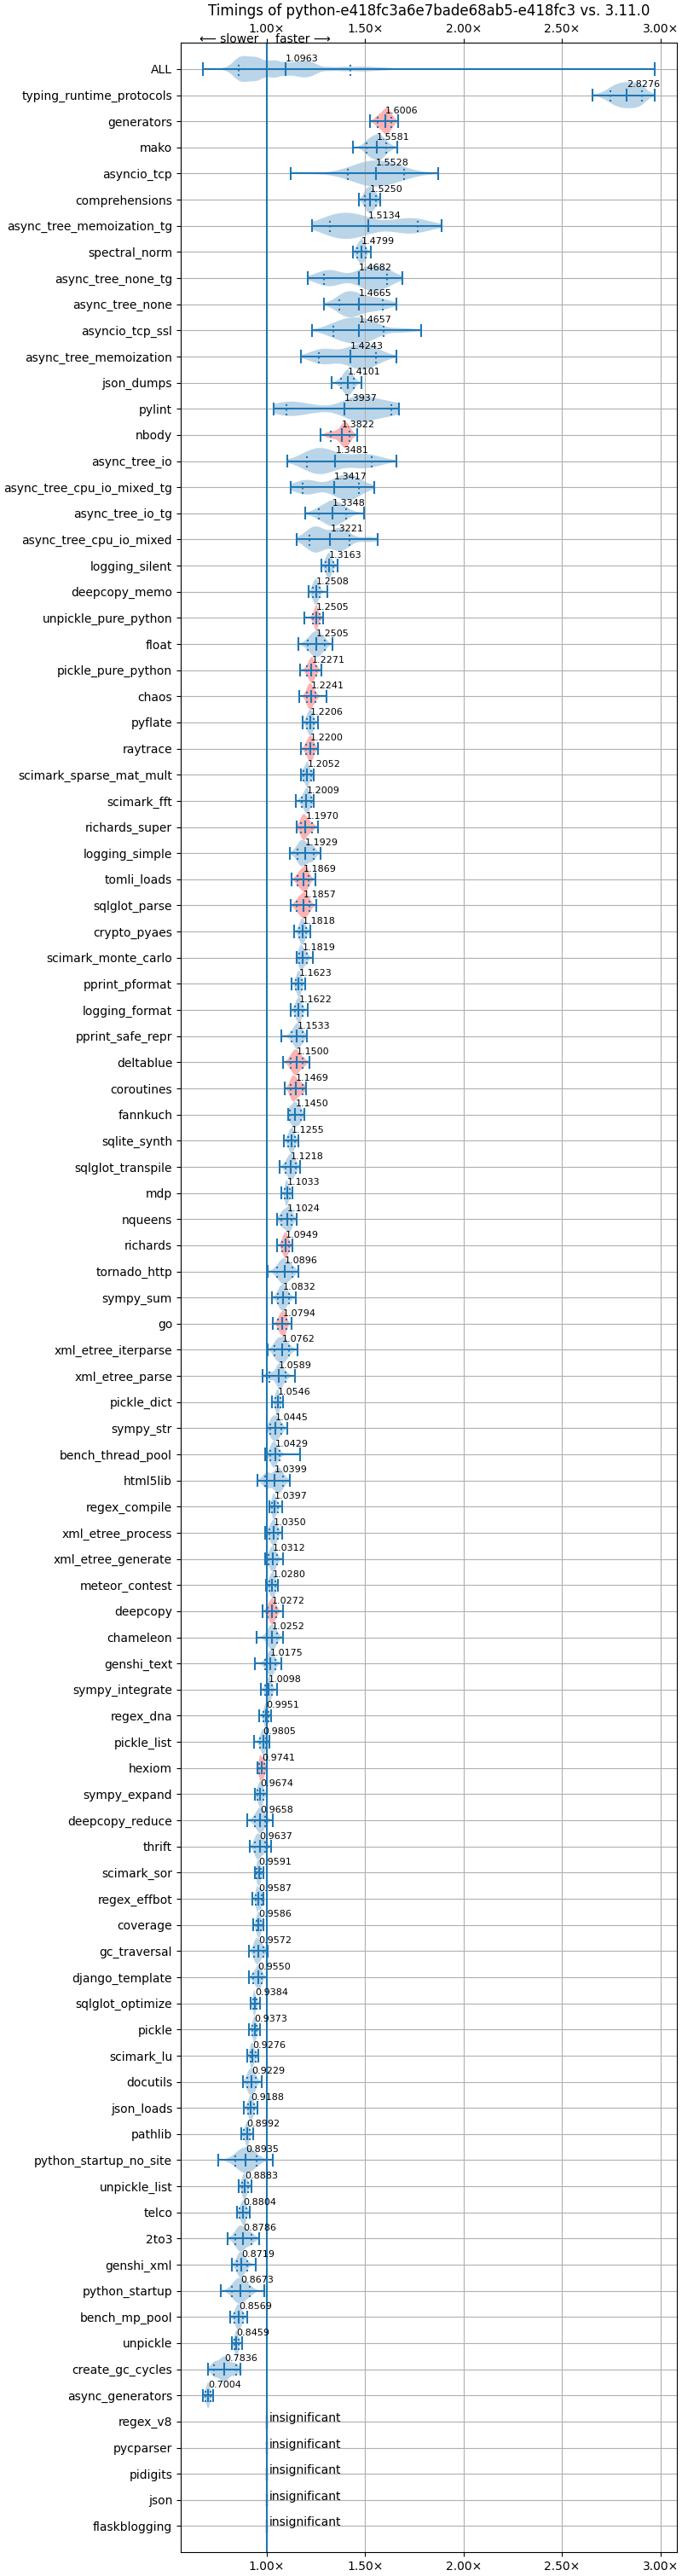 Timings of python-e418fc3a6e7bade68ab5-e418fc3 vs. 3.11.0
1.00× 1.50× 2.00× 2.50× 3.00×
⟵ slower faster ⟶
ALL 1.0963
typing_runtime_protocols 2.8276
generators 1.6006
mako 1.5581
asyncio_tcp 1.5528
comprehensions 1.5250
async_tree_memoization_tg 1.5134
spectral_norm 1.4799
async_tree_none_tg 1.4682
async_tree_none 1.4665
asyncio_tcp_ssl 1.4657
async_tree_memoization 1.4243
json_dumps 1.4101
pylint 1.3937
nbody 1.3822
async_tree_io 1.3481
async_tree_cpu_io_mixed_tg 1.3417
async_tree_io_tg 1.3348
async_tree_cpu_io_mixed 1.3221
logging_silent 1.3163
deepcopy_memo 1.2508
unpickle_pure_python 1.2505
float 1.2505
pickle_pure_python 1.2271
chaos 1.2241
pyflate 1.2206
raytrace 1.2200
scimark_sparse_mat_mult 1.2052
scimark_fft 1.2009
richards_super 1.1970
logging_simple 1.1929
tomli_loads 1.1869
sqlglot_parse 1.1857
crypto_pyaes 1.1818
scimark_monte_carlo 1.1819
pprint_pformat 1.1623
logging_format 1.1622
pprint_safe_repr 1.1533
deltablue 1.1500
coroutines 1.1469
fannkuch 1.1450
sqlite_synth 1.1255
sqlglot_transpile 1.1218
mdp 1.1033
nqueens 1.1024
richards 1.0949
tornado_http 1.0896
sympy_sum 1.0832
go 1.0794
xml_etree_iterparse 1.0762
xml_etree_parse 1.0589
pickle_dict 1.0546
sympy_str 1.0445
bench_thread_pool 1.0429
html5lib 1.0399
regex_compile 1.0397
xml_etree_process 1.0350
xml_etree_generate 1.0312
meteor_contest 1.0280
deepcopy 1.0272
chameleon 1.0252
genshi_text 1.0175
sympy_integrate 1.0098
regex_dna 0.9951
pickle_list 0.9805
hexiom 0.9741
sympy_expand 0.9674
deepcopy_reduce 0.9658
thrift 0.9637
scimark_sor 0.9591
regex_effbot 0.9587
coverage 0.9586
gc_traversal 0.9572
django_template 0.9550
sqlglot_optimize 0.9384
pickle 0.9373
scimark_lu 0.9276
docutils 0.9229
json_loads 0.9188
pathlib 0.8992
python_startup_no_site 0.8935
unpickle_list 0.8883
telco 0.8804
2to3 0.8786
genshi_xml 0.8719
python_startup 0.8673
bench_mp_pool 0.8569
unpickle 0.8459
create_gc_cycles 0.7836
async_generators 0.7004
regex_v8 insignificant
pycparser insignificant
pidigits insignificant
json insignificant
flaskblogging insignificant
1.00× 1.50× 2.00× 2.50× 3.00×